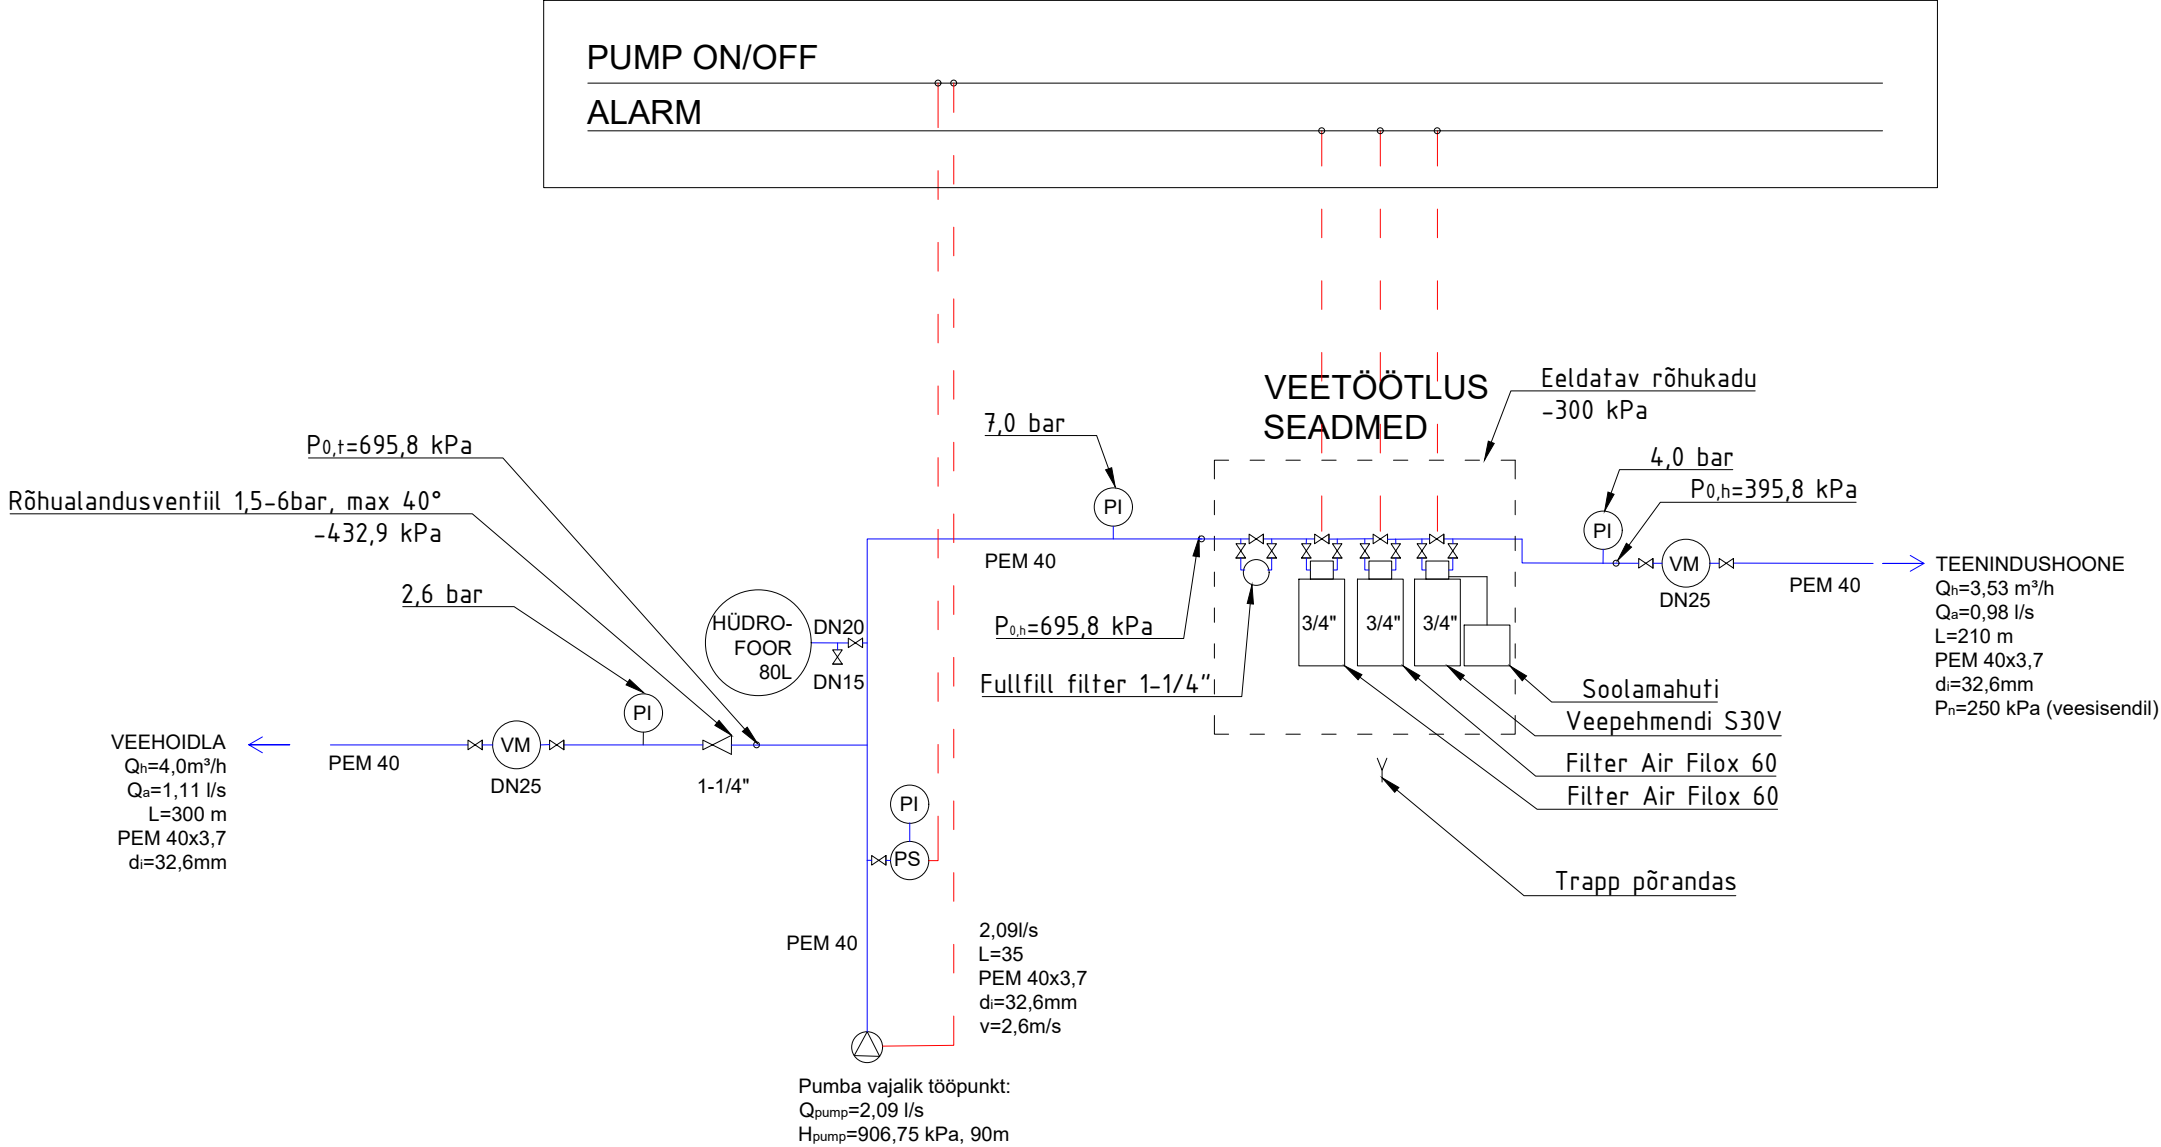 PUMP ON/OFF
ALARM
VEETÖÖTLUS
SEADMED
Eeldatav rõhukadu
-300 kPa
7,0 bar
PI
P0,t=695,8 kPa
Rõhualandusventiil 1,5-6bar, max 40°
-432,9 kPa
2,6 bar
PI
4,0 bar
P0,h=395,8 kPa
PI
VM
DN25
PEM 40
TEENINDUSHOONE
Qh=3,53 m³/h
Qa=0,98 l/s
L=210 m
PEM 40x3,7
di=32,6mm
Pn=250 kPa (veesisendil)
PEM 40
P0,h=695,8 kPa
Fullfill filter 1-1/4"
3/4"
3/4"
3/4"
Soolamahuti
Veepehmendi S30V
Filter Air Filox 60
Filter Air Filox 60
Trapp põrandas
HÜDRO-
FOOR
80L
DN20
DN15
VEEHOIDLA
Qh=4,0m³/h
Qa=1,11 l/s
L=300 m
PEM 40x3,7
di=32,6mm
PEM 40
VM
DN25
1-1/4"
PI
PS
PEM 40
2,09l/s
L=35
PEM 40x3,7
di=32,6mm
v=2,6m/s
Pumba vajalik tööpunkt:
Qpump=2,09 l/s
Hpump=906,75 kPa, 90m